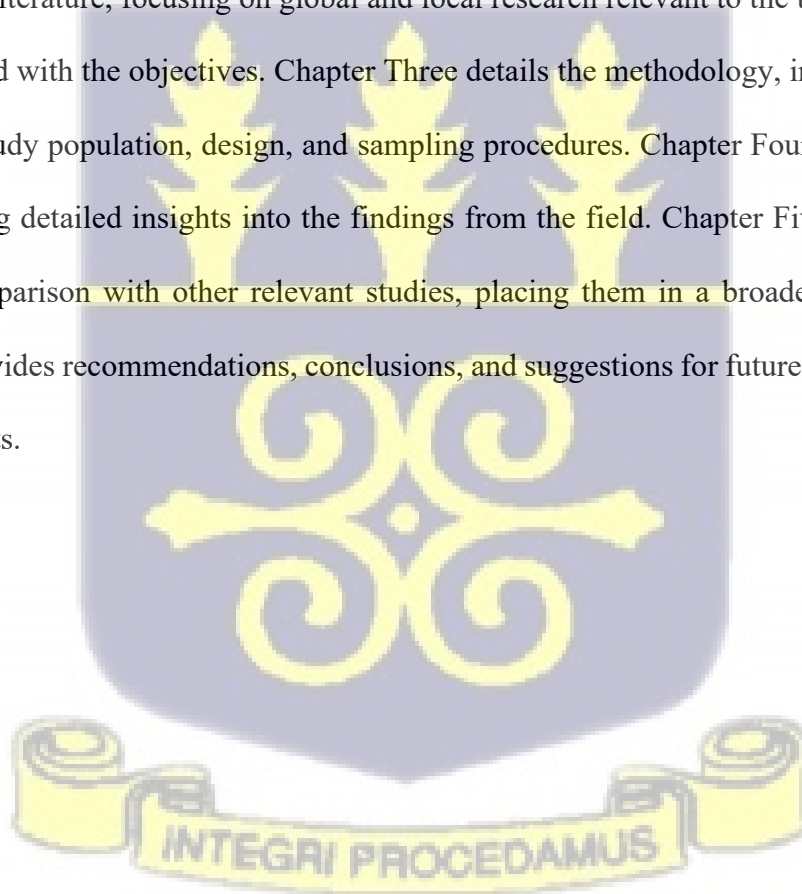 literature, focusing on global and local research relevant to the t
d with the objectives. Chapter Three details the methodology, in
udy population, design, and sampling procedures. Chapter Four
g detailed insights into the findings from the field. Chapter Fi
parison with other relevant studies, placing them in a broade
vides recommendations, conclusions, and suggestions for future
s.
INTEGRI PROCEDAMUS